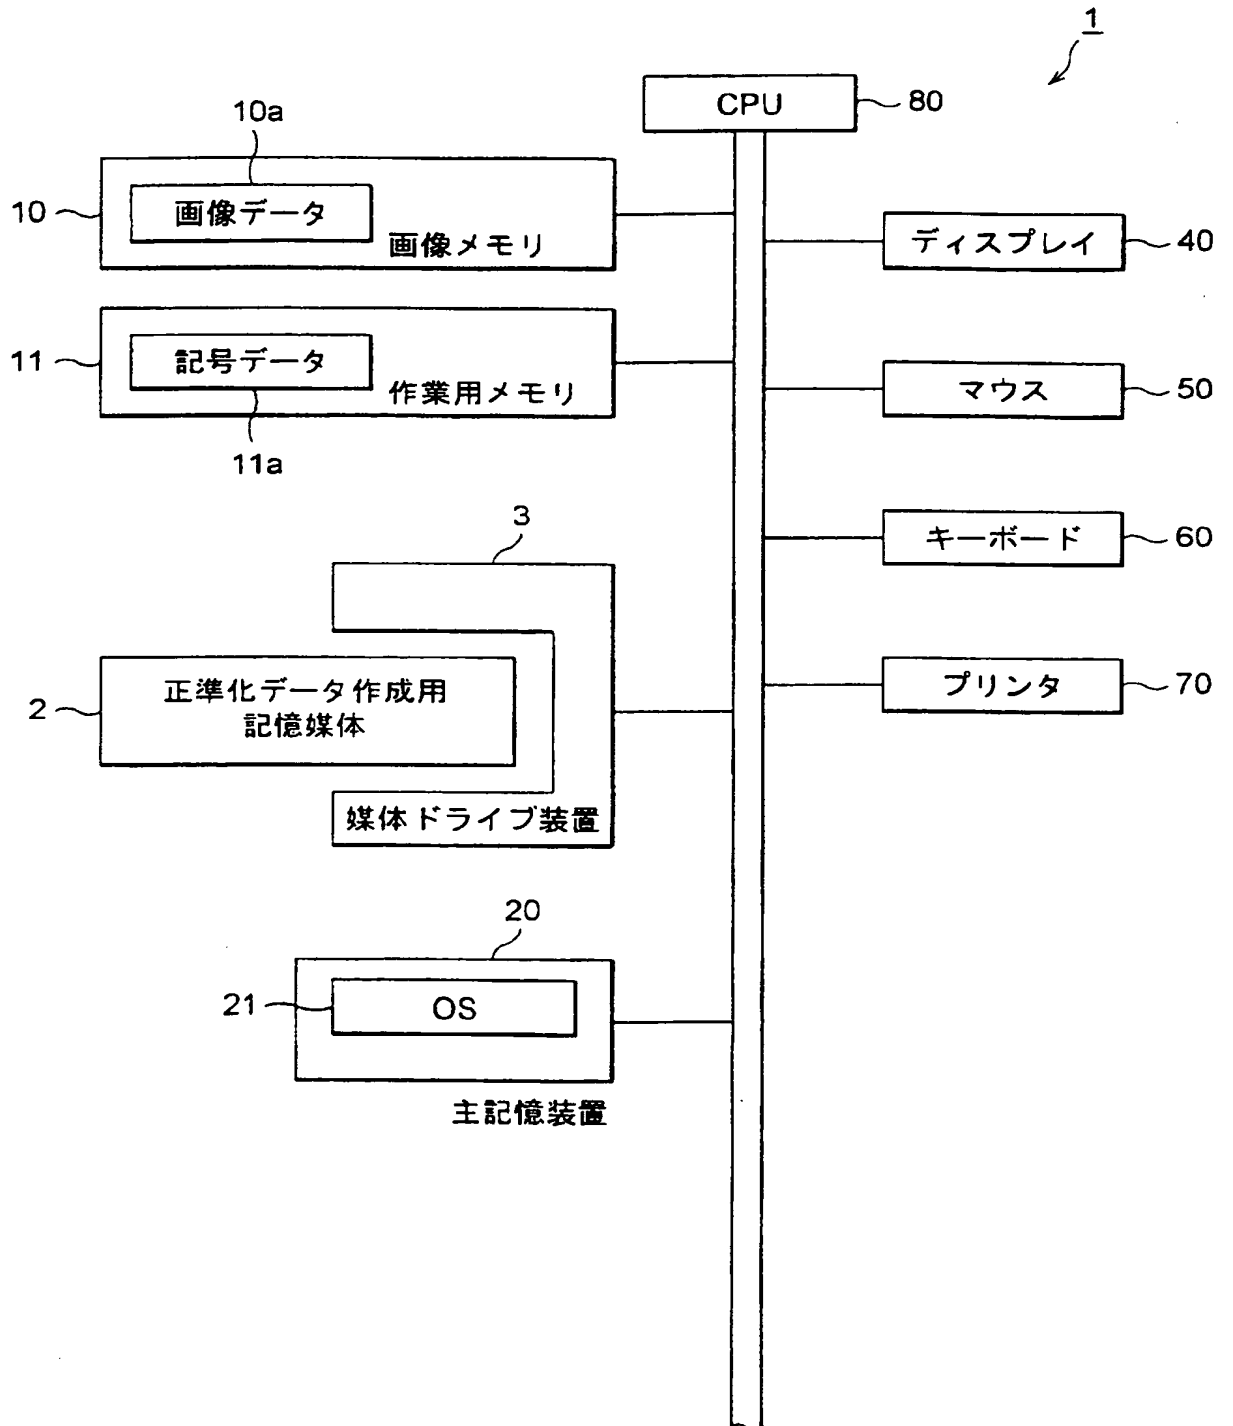 1
CPU
80
10a
10
画像データ
画像メモリ
ディスプレイ
40
11
記号データ
作業用メモリ
11a
マウス
50
3
キーボード
60
2
正準化データ作成用
記憶媒体
媒体ドライブ装置
プリンタ
70
20
21
OS
主記憶装置